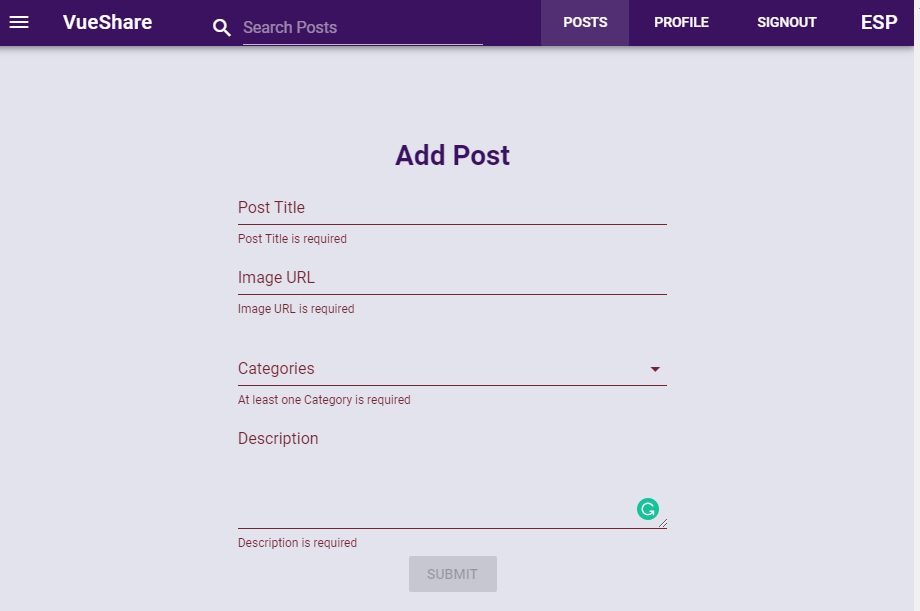 VueShare
Search Posts
POSTS
PROFILE
SIGNOUT
ESP
Add Post
Post Title
Post Title is required
Image URL
Image URL is required
Categories
At least one Category is required
Description
Description is required
SUBMIT